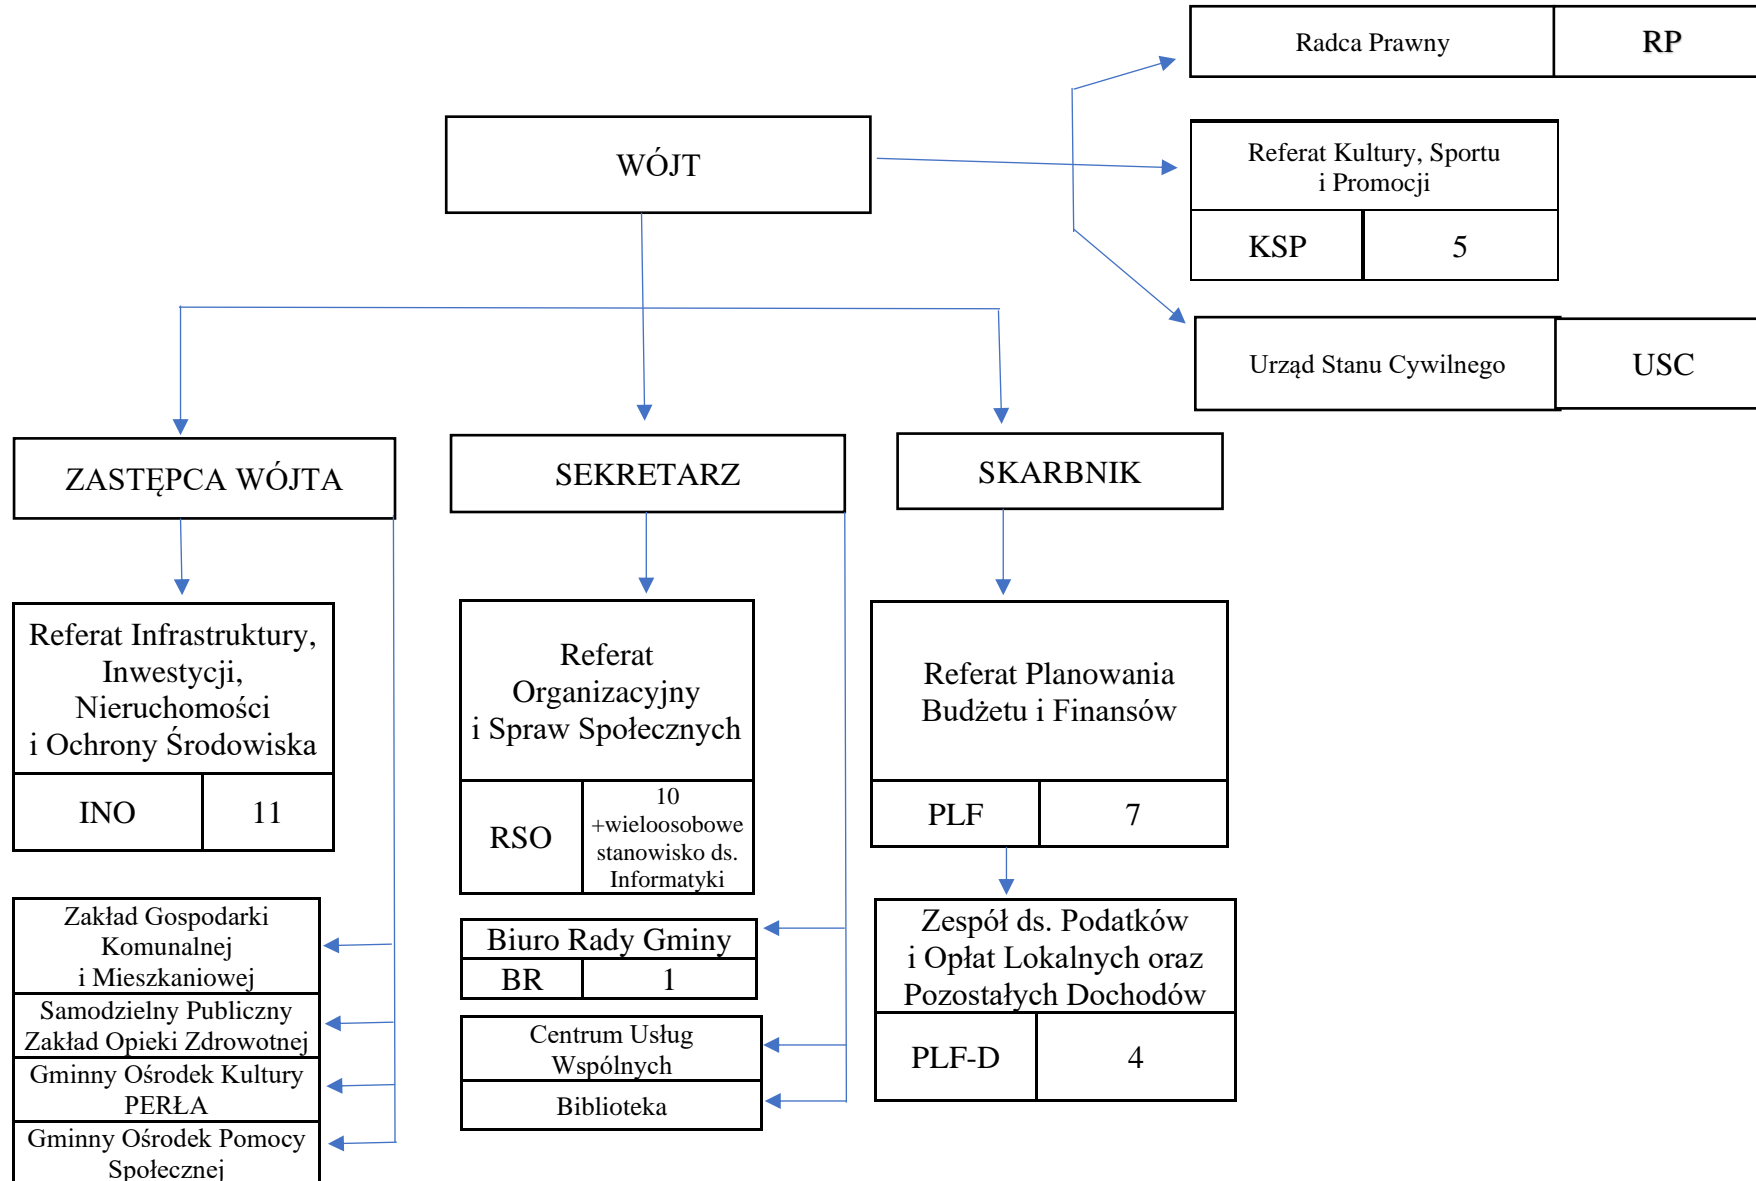 Radca Prawny
RP
WÓJT
Referat Kultury, Sportu
i Promocji
KSP
5
Urząd Stanu Cywilnego
USC
ZASTĘPCA WÓJTA
SEKRETARZ
SKARBNIK
Referat Infrastruktury,
Inwestycji,
Nieruchomości
i Ochrony Środowiska
INO
11
Referat
Organizacyjny
i Spraw Społecznych
RSO
10
+wieloosobowe
stanowisko ds.
Informatyki
Referat Planowania
Budżetu i Finansów
PLF
7
Zakład Gospodarki
Komunalnej
i Mieszkaniowej
Samodzielny Publiczny
Zakład Opieki Zdrowotnej
Gminny Ośrodek Kultury
PERŁA
Gminny Ośrodek Pomocy
Społecznej
Biuro Rady Gminy
BR
1
Centrum Usług
Wspólnych
Biblioteka
Zespół ds. Podatków
i Opłat Lokalnych oraz
Pozostałych Dochodów
PLF-D
4